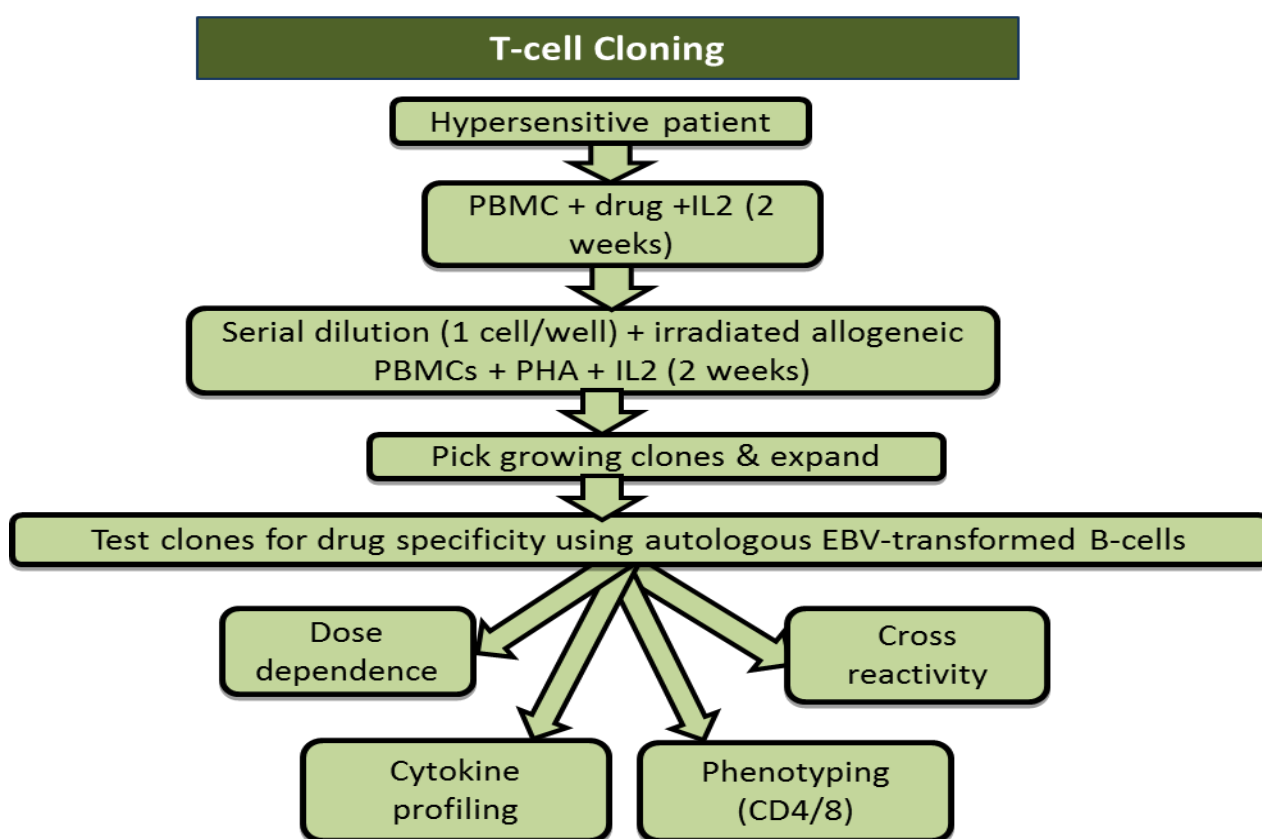 T-cell Cloning
Hypersensitive patient
PBMC + drug +IL2 (2
weeks)
Serial dilution (1 cell/well) + irradiated allogeneic
PBMCs + PHA + IL2 (2 weeks)
Pick growing clones & expand
Test clones for drug specificity using autologous EBV-transformed B-cells
Dose
dependence
Cross
reactivity
Cytokine
profiling
Phenotyping
(CD4/8)